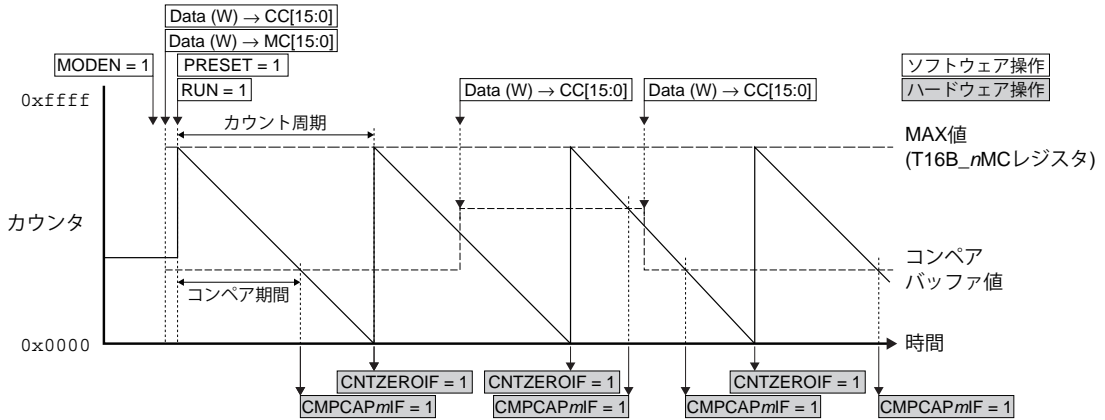 Data (W) → CC[15:0]
Data (W) → MC[15:0]
MODEN = 1
PRESET = 1
RUN = 1
Data (W) → CC[15:0]
Data (W) → CC[15:0]
ソフトウェア操作
ハードウェア操作
0xffff
カウント周期
MAX値
(T16B_nMCレジスタ)
カウンタ
コンペア
バッファ値
コンペア期間
0x0000
時間
CNTZEROIF = 1
CNTZEROIF = 1
CNTZEROIF = 1
CMPCAPmIF = 1
CMPCAPmIF = 1
CMPCAPmIF = 1
CMPCAPmIF = 1